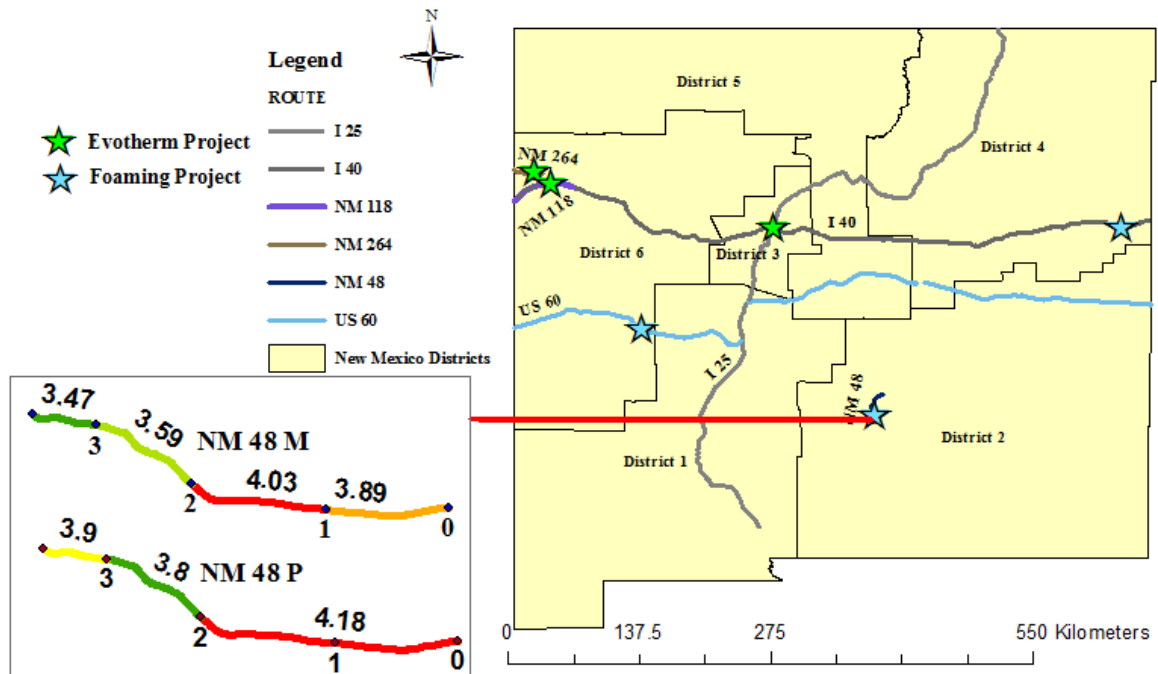 N
Legend
ROUTE
I 25
I 40
NM 118
NM 264
NM 48
US 60
New Mexico Districts
Evotherm Project
Foaming Project
District 5
District 4
NM 264
NM 118
I 40
District 6
District 3
US 60
I 25
NM 48
District 2
District 1
3.47
3.59
NM 48 M
3
4.03
3.89
2
1
0
3.9
3.8
NM 48 P
3
4.18
2
1
0
0
137.5
275
550 Kilometers